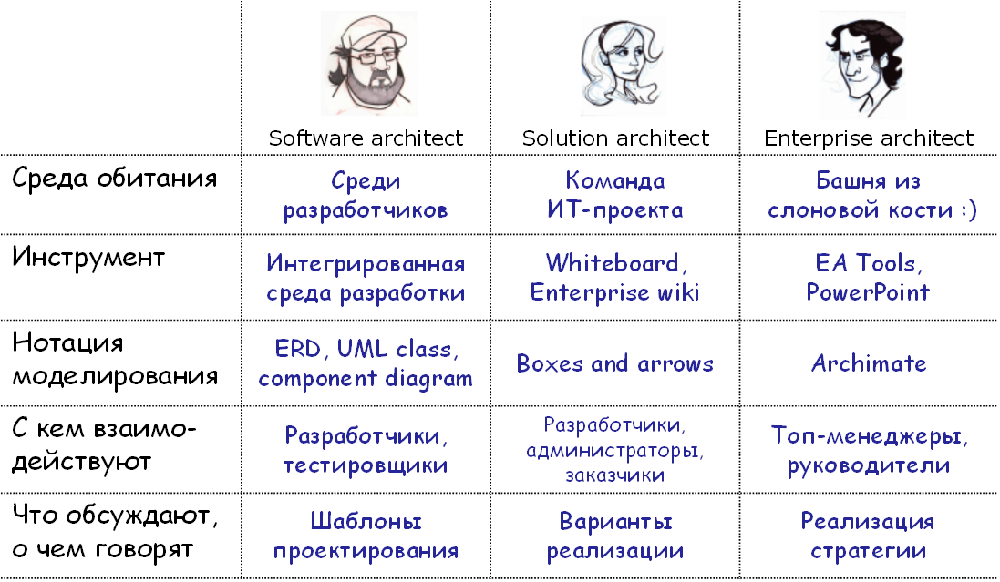 Software architect
Solution architect
Enterprise architect
Среда обитания
Среди
разработчиков
Команда
ИТ-проекта
Башня из
слоновой кости :)
Инструмент
Интегрированная
среда разработки
Whiteboard,
Enterprise wiki
EA Tools,
PowerPoint
Нотация
моделирования
ERD, UML class,
component diagram
Boxes and arrows
Archimate
С кем взаимо-
действуют
Разработчики,
тестировщики
Разработчики,
администраторы,
заказчики
Топ-менеджеры,
руководители
Что обсуждают,
о чем говорят
Шаблоны
проектирования
Варианты
реализации
Реализация
стратегии